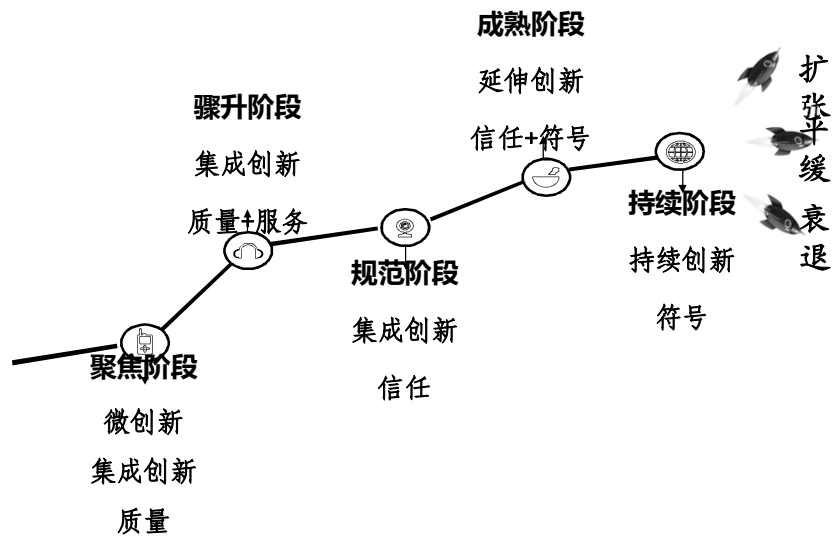 成熟阶段
延伸创新
信任+符号
骤升阶段
集成创新
质量+服务
扩张
平缓
衰退
持续阶段
持续创新
符号
规范阶段
集成创新
信任
聚焦阶段
微创新
集成创新
质量